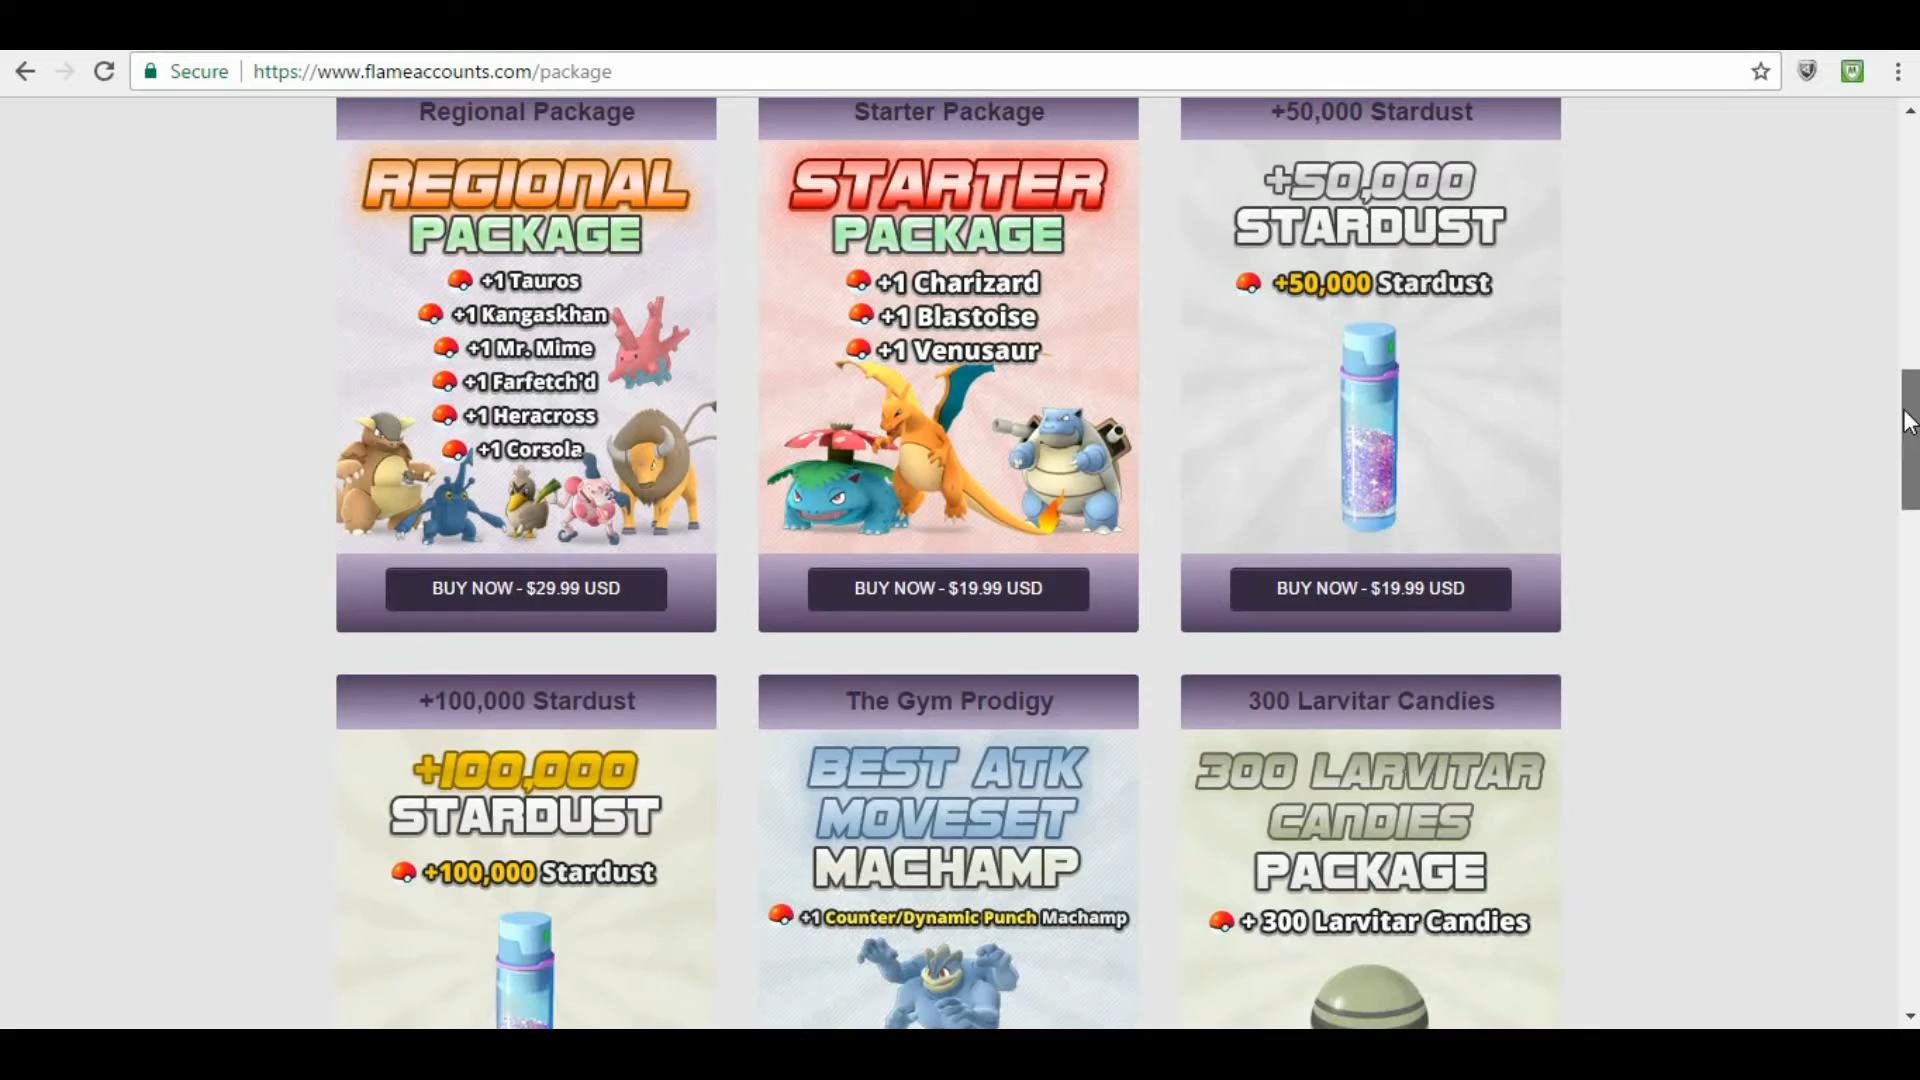 Secure https://www.flameaccounts.com/package
Regional Package
REGIONAL
PACKAGE
+1 Tauros
+1 Kangaskhan
+1 Mr. Mime
+1 Farfetch'd
+1 Heracross
+1 Corsola
BUY NOW - $29.99 USD
Starter Package
STARTER
PACKAGE
+1 Charizard
+1 Blastoise
+1 Venusaur
BUY NOW - $19.99 USD
+50,000 Stardust
+50,000
STARDUST
+50,000 Stardust
BUY NOW - $19.99 USD
+100,000 Stardust
+100,000
STARDUST
+100,000 Stardust
The Gym Prodigy
BEST ATK
MOVESET
MACHAMP
+1 Counter/Dynamic Punch Machamp
300 Larvitar Candies
300 LARVITAR
CANDIES
PACKAGE
+ 300 Larvitar Candies